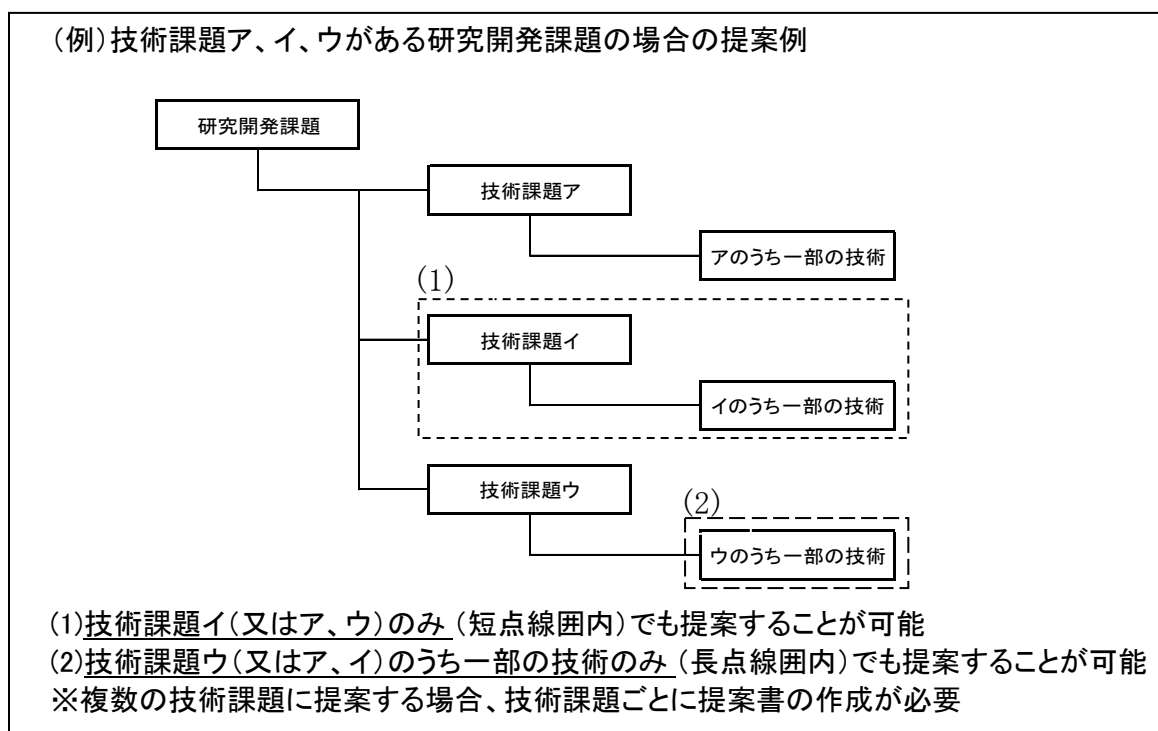 (例)技術課題ア、イ、ウがある研究開発課題の場合の提案例
研究開発課題
技術課題ア
アのうち一部の技術
(1)
技術課題イ
イのうち一部の技術
技術課題ウ
(2)
ウのうち一部の技術
(1)技術課題イ(又はア、ウ)のみ(短点線囲内)でも提案することが可能
(2)技術課題ウ(又はア、イ)のうち一部の技術のみ(長点線囲内)でも提案することが可能
※複数の技術課題に提案する場合、技術課題ごとに提案書の作成が必要